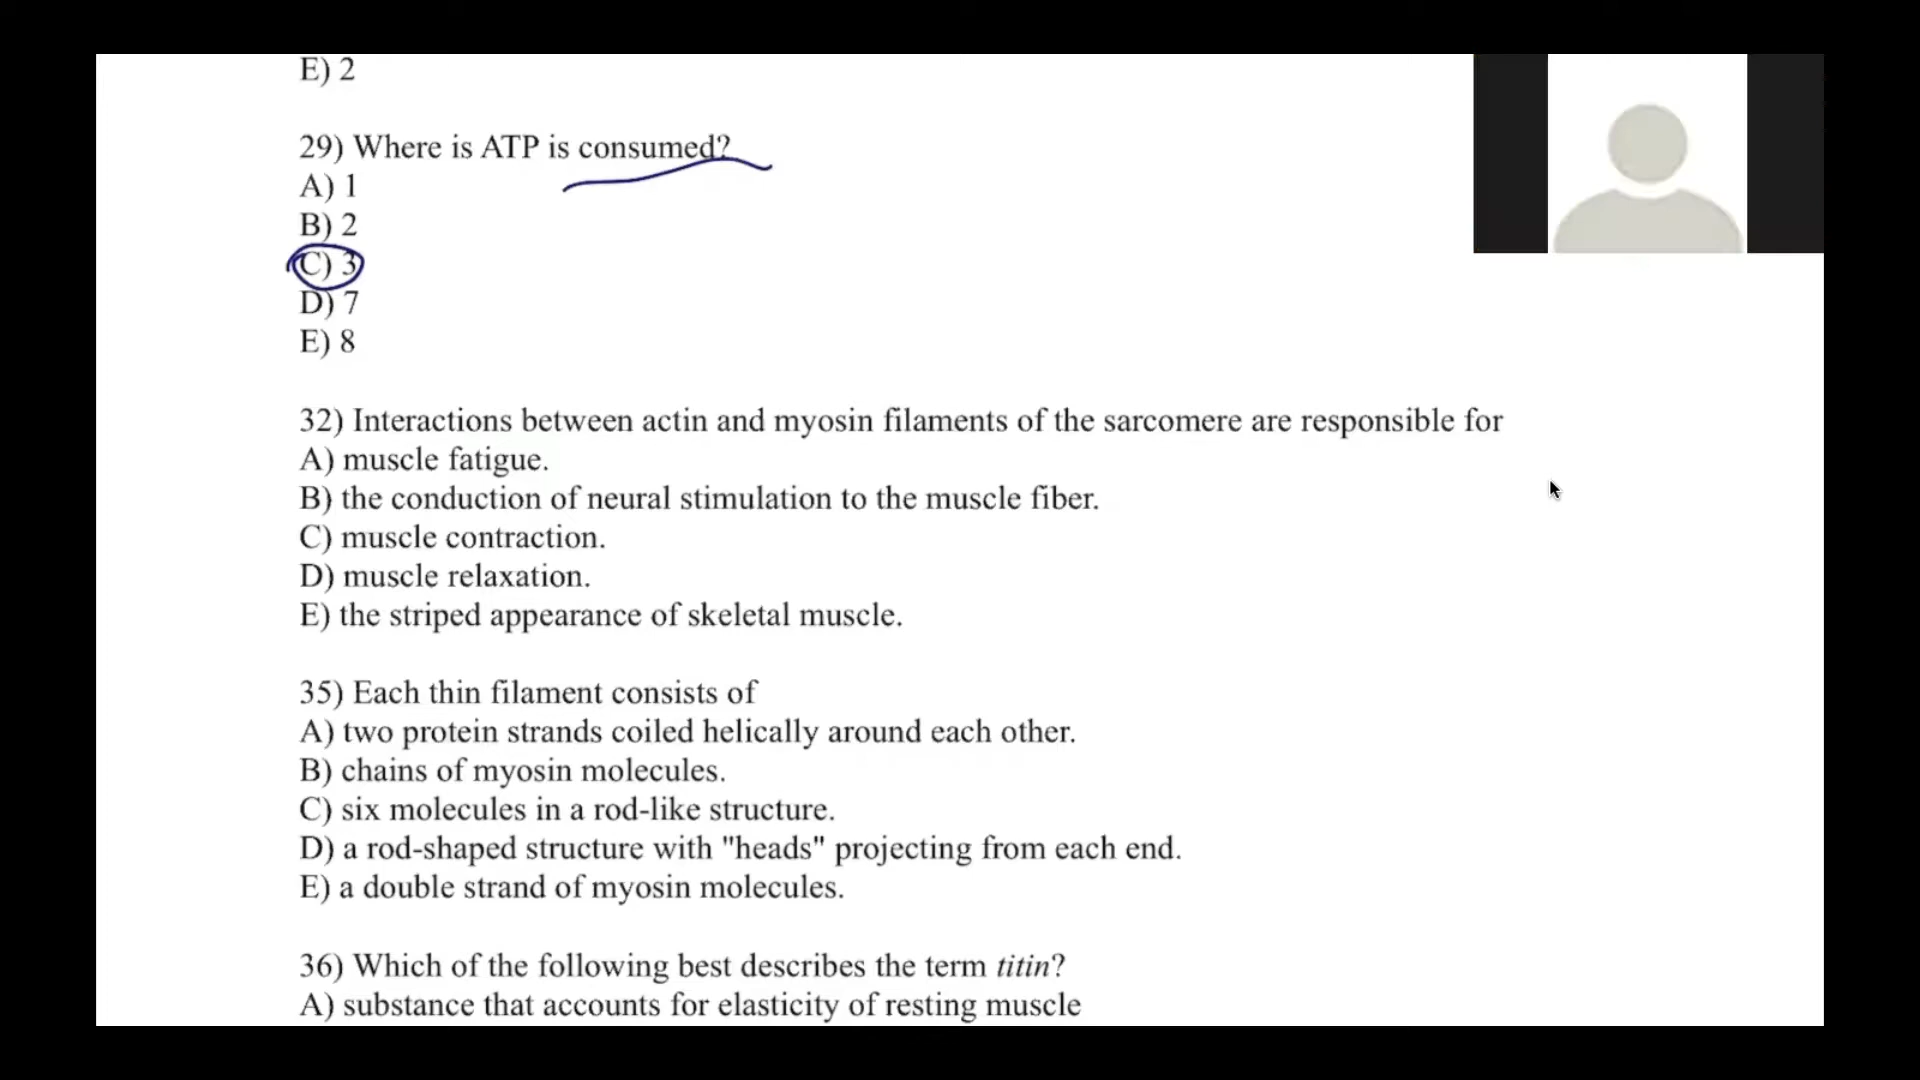 E) 2
29) Where is ATP is consumed?
A) 1
B) 2
C) 3
D) 7
E) 8
32) Interactions between actin and myosin filaments of the sarcomere are responsible for
A) muscle fatigue.
B) the conduction of neural stimulation to the muscle fiber.
C) muscle contraction.
D) muscle relaxation.
E) the striped appearance of skeletal muscle.
35) Each thin filament consists of
A) two protein strands coiled helically around each other.
B) chains of myosin molecules.
C) six molecules in a rod-like structure.
D) a rod-shaped structure with "heads" projecting from each end.
E) a double strand of myosin molecules.
36) Which of the following best describes the term titin?
A) substance that accounts for elasticity of resting muscle